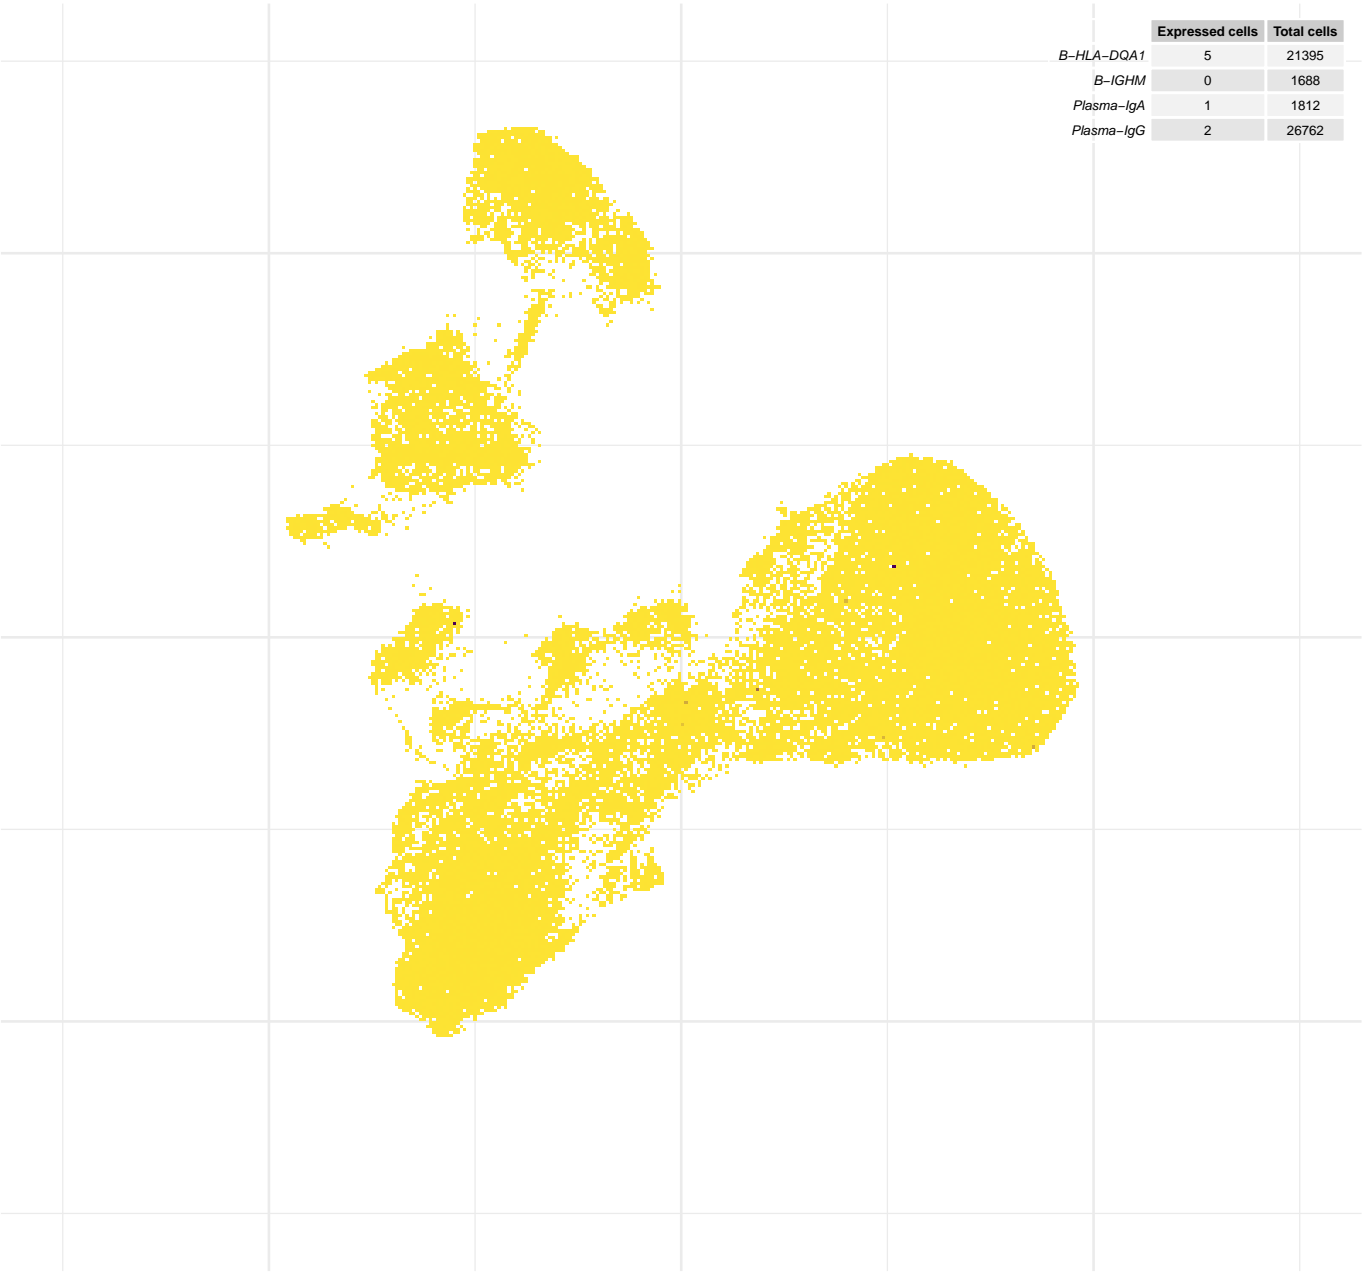 Expressed cells Total cells
B−HLA−DQA1 5 21395
B−IGHM 0 1688
Plasma−IgA 1 1812
Plasma−IgG 2 26762